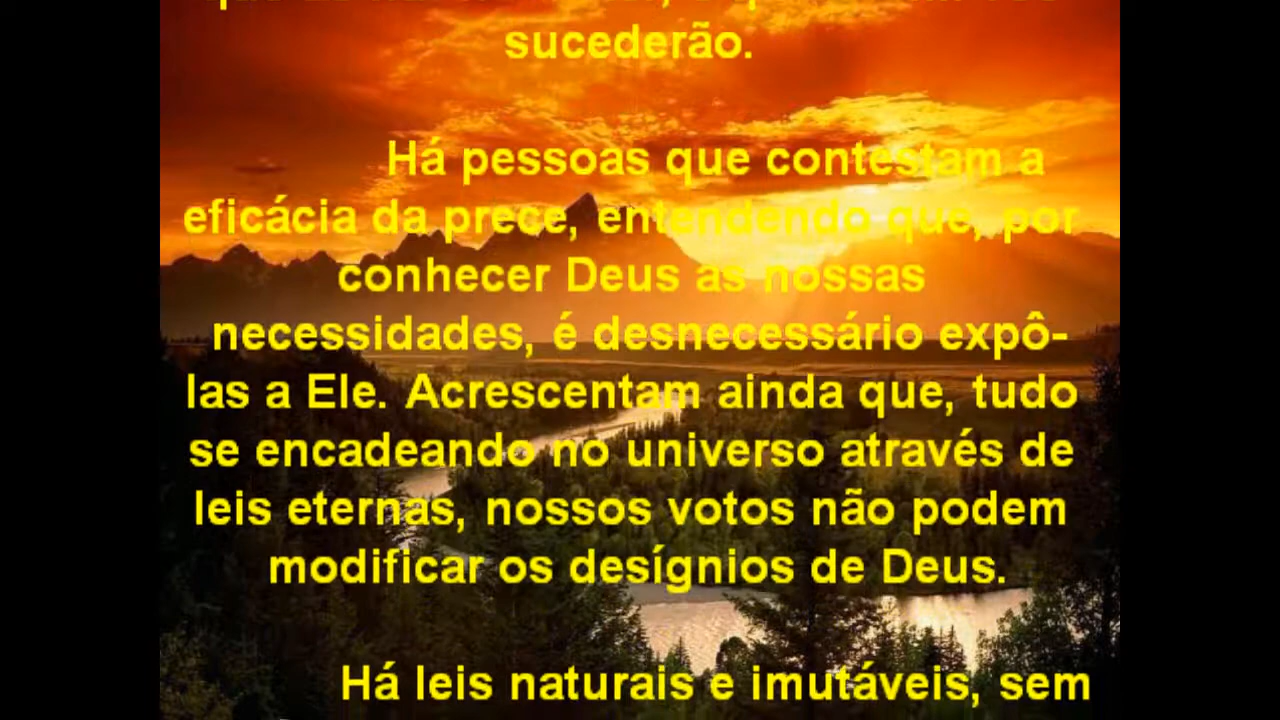 sucederão.
Há pessoas que contestam a
eficácia da prece, entendendo que, por
conhecer Deus as nossas
necessidades, é desnecessário expô-
las a Ele. Acrescentam ainda que, tudo
se encadeando no universo através de
leis eternas, nossos votos não podem
modificar os desígnios de Deus.
Há leis naturais e imutáveis, sem